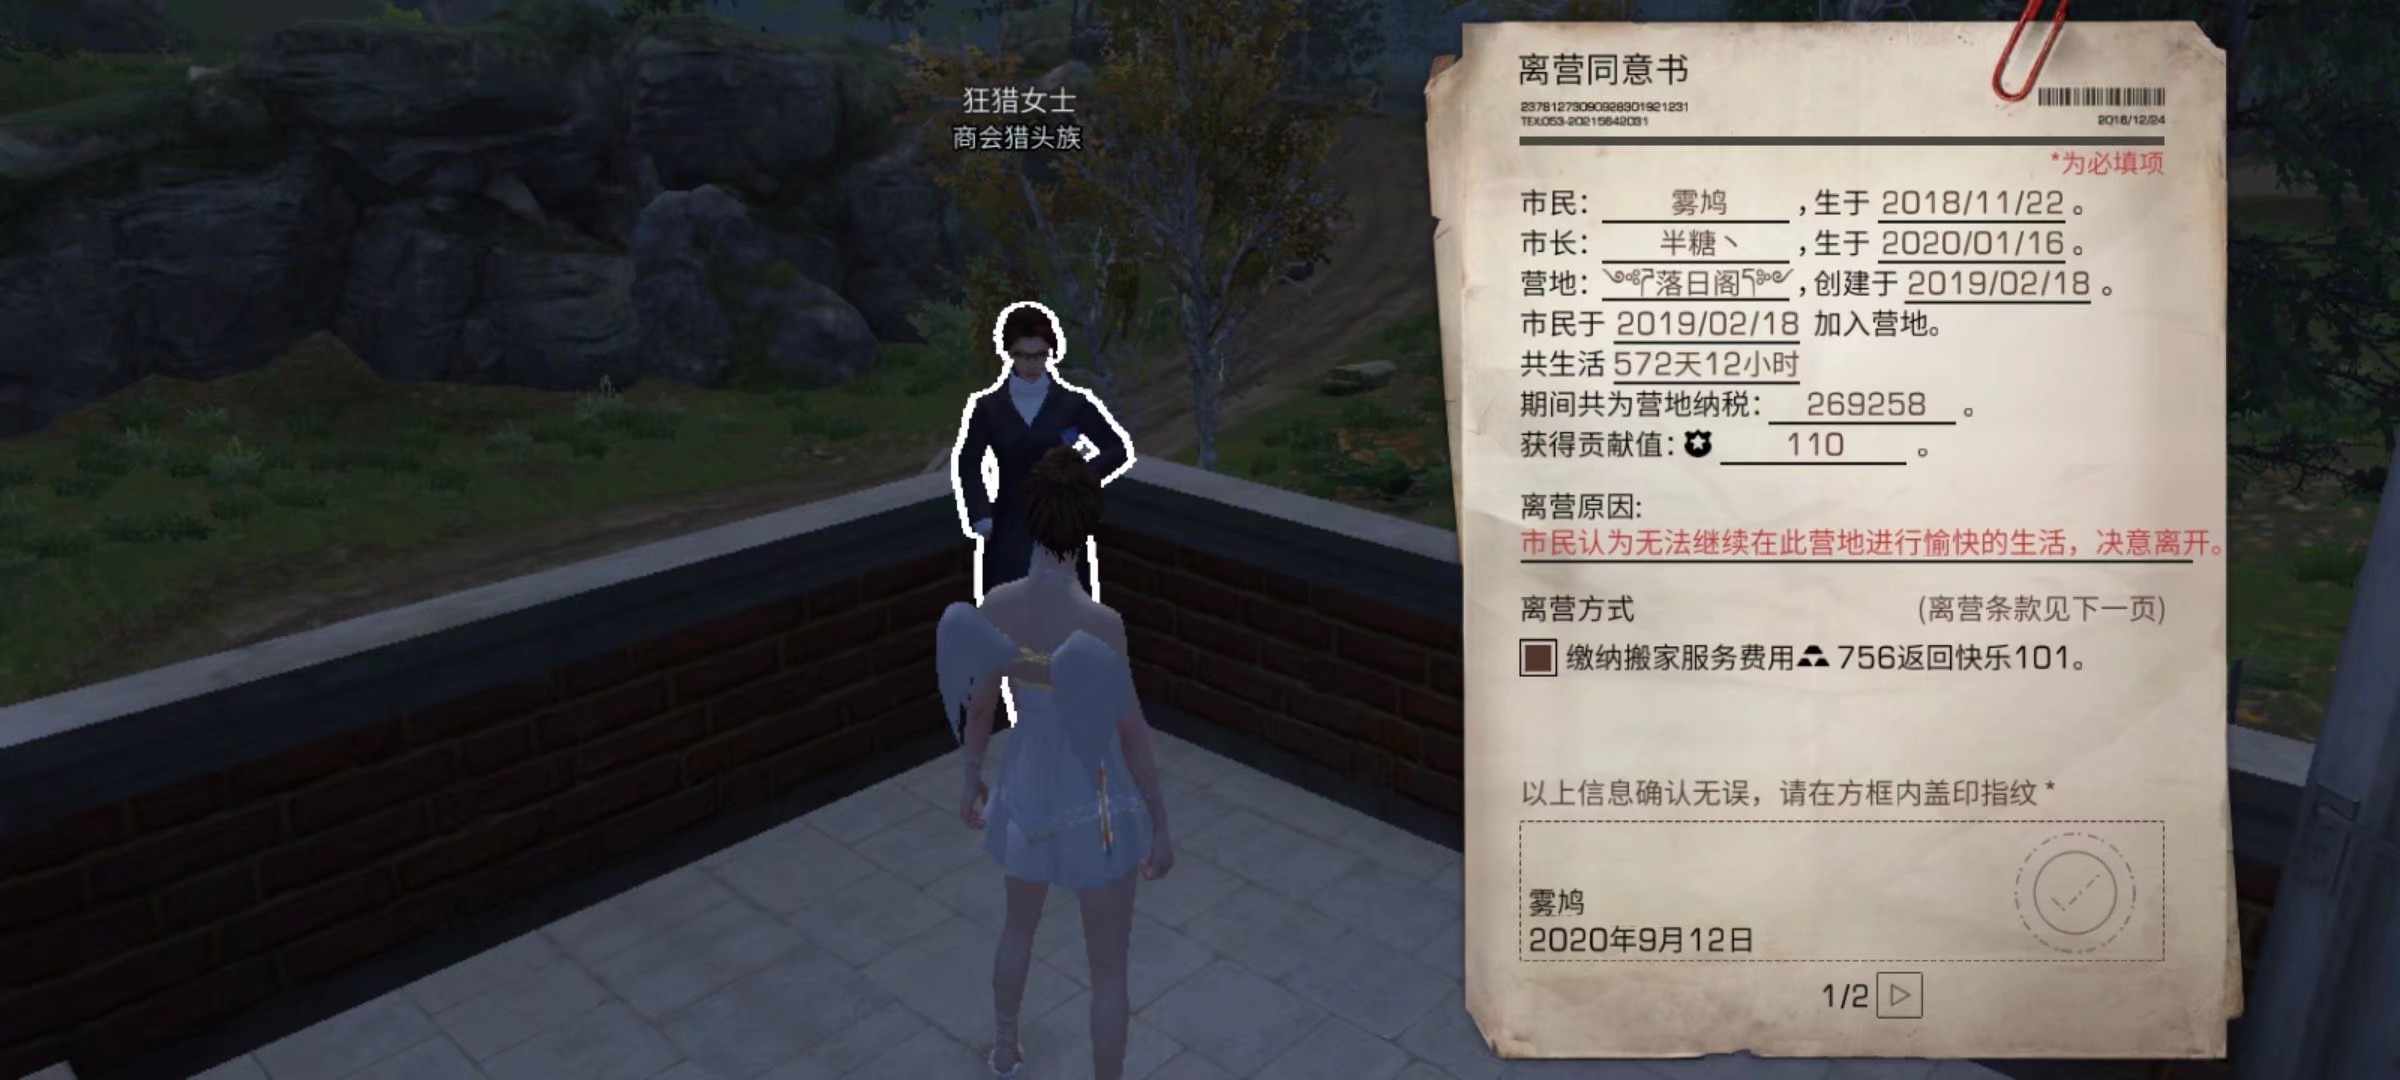 狂猎女士
商会猎头族
离营同意书
23781273090928301921231
TEX:053-20215642031
2018/12/24
*为必填项
市民： 雾鸠 ，生于 2018/11/22 。
市长： 半糖丶 ，生于 2020/01/16 。
营地： ༺落日阁༻ ，创建于 2019/02/18 。
市民于 2019/02/18 加入营地。
共生活 572天12小时
期间共为营地纳税： 269258 。
获得贡献值： 110 。
离营原因:
市民认为无法继续在此营地进行愉快的生活，决意离开。
离营方式 (离营条款见下一页)
缴纳搬家服务费用 756返回快乐101。
以上信息确认无误，请在方框内盖印指纹 *
雾鸠
2020年9月12日
1/2